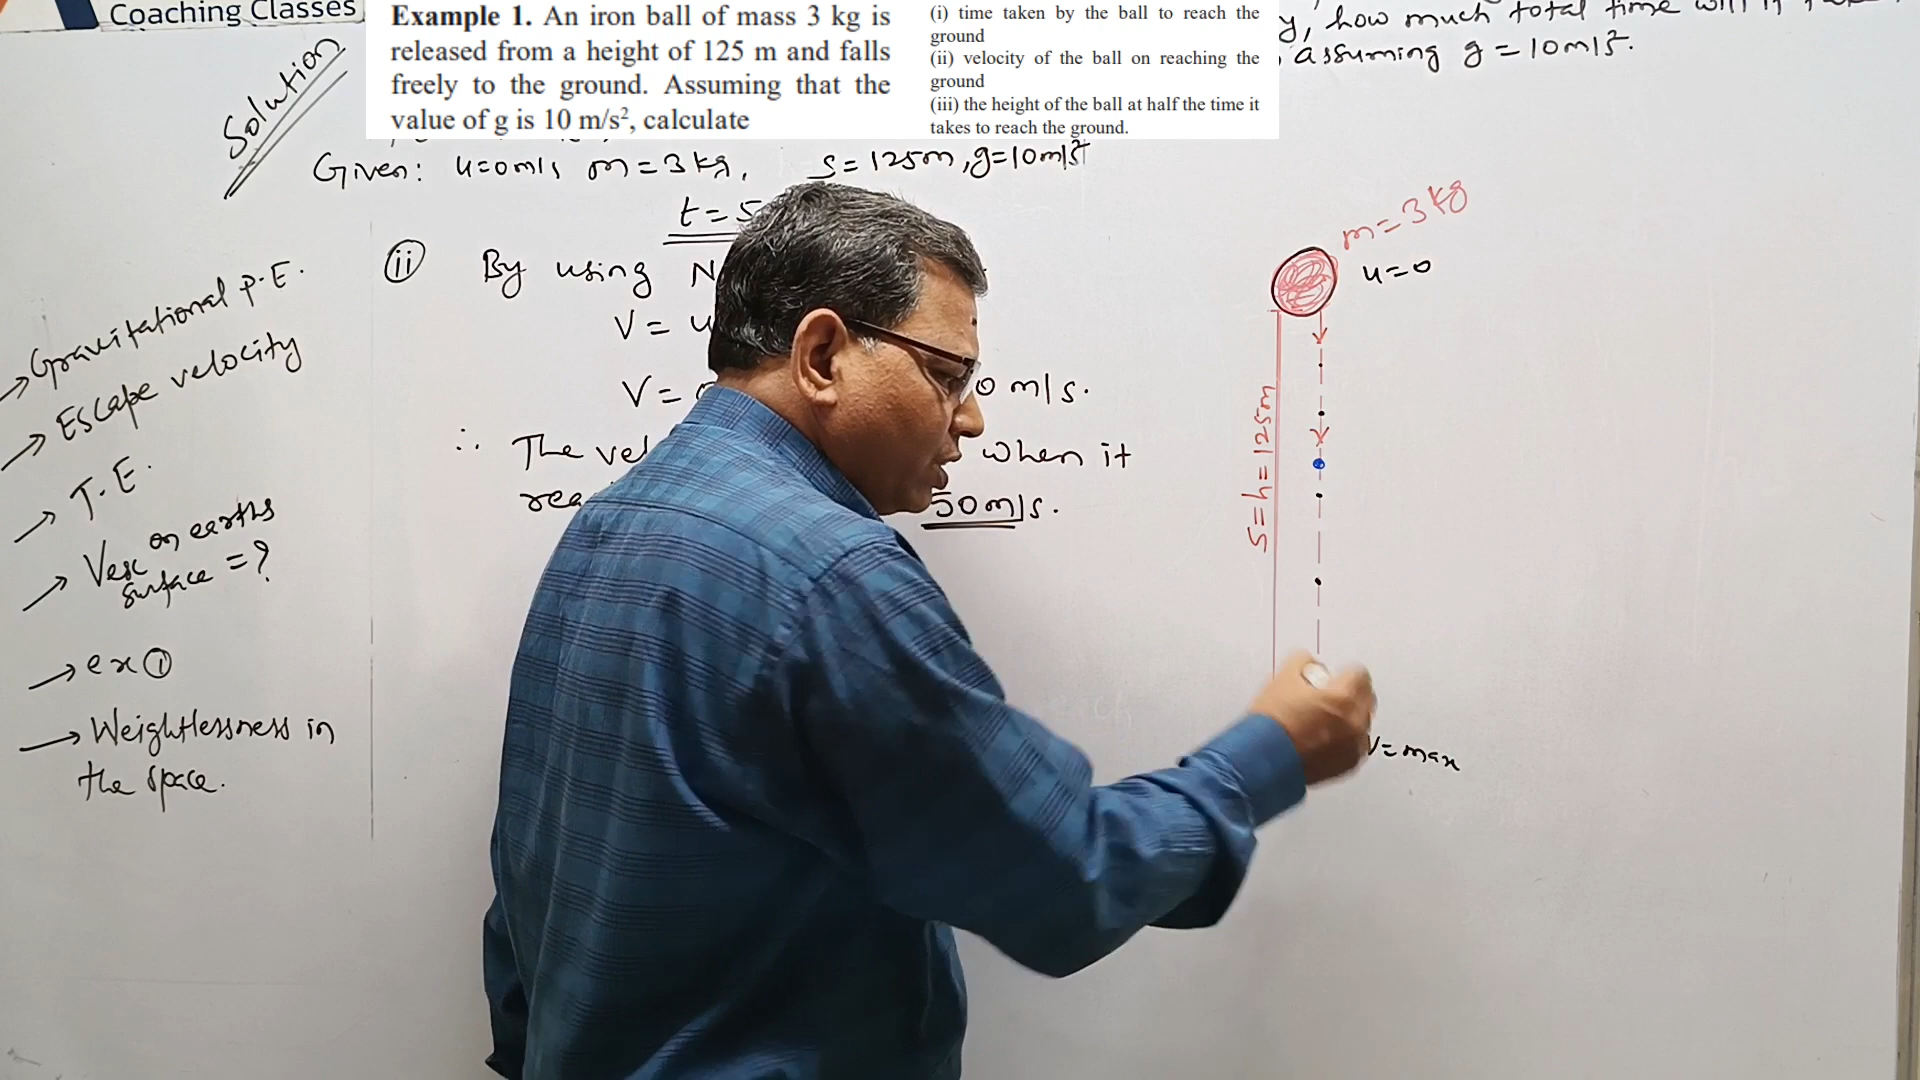 Coaching Classes
Example 1. An iron ball of mass 3 kg is
released from a height of 125 m and falls
freely to the ground. Assuming that the
value of g is 10 m/s², calculate
(i) time taken by the ball to reach the
ground
(ii) velocity of the ball on reaching the
ground
(iii) the height of the ball at half the time it
takes to reach the ground.
y, how much total time will it
assuming g = 10m/s².
Solution
Given: u=0m/s m = 3 kg, s = 125m, g=10m/s²
t = 5
(ii) By using N
V = u
V = 0 m/s.
∴ The vel when it
rea 50m/s.
→ Gravitational P.E.
→ Escape velocity
→ T.E.
→ Vesc on earths
surface = ?
→ ex ①
→ Weightlessness in
the space.
m = 3 kg
u = 0
S = h = 125m
V = max